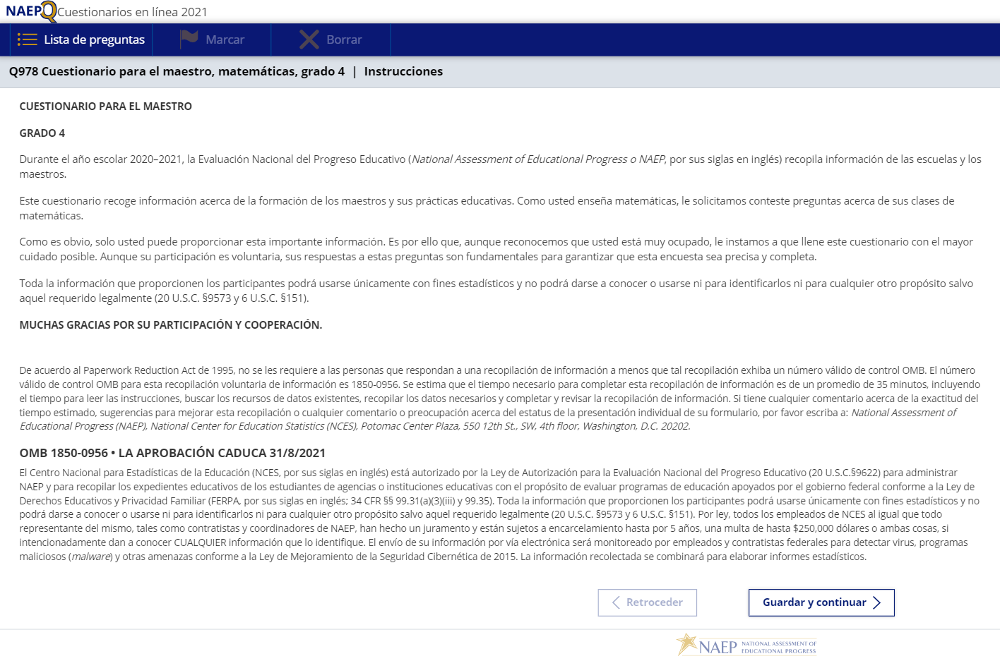 NAEPQ Cuestionarios en línea 2021
Lista de preguntas Marcar Borrar
Q978 Cuestionario para el maestro, matemáticas, grado 4 | Instrucciones
CUESTIONARIO PARA EL MAESTRO
GRADO 4
Durante el año escolar 2020–2021, la Evaluación Nacional del Progreso Educativo (National Assessment of Educational Progress o NAEP, por sus siglas en inglés) recopila información de las escuelas y los
maestros.
Este cuestionario recoge información acerca de la formación de los maestros y sus prácticas educativas. Como usted enseña matemáticas, le solicitamos conteste preguntas acerca de sus clases de
matemáticas.
Como es obvio, solo usted puede proporcionar esta importante información. Es por ello que, aunque reconocemos que usted está muy ocupado, le instamos a que llene este cuestionario con el mayor
cuidado posible. Aunque su participación es voluntaria, sus respuestas a estas preguntas son fundamentales para garantizar que esta encuesta sea precisa y completa.
Toda la información que proporcionen los participantes podrá usarse únicamente con fines estadísticos y no podrá darse a conocer o usarse ni para identificarlos ni para cualquier otro propósito salvo
aquel requerido legalmente (20 U.S.C. §9573 y 6 U.S.C. §151).
MUCHAS GRACIAS POR SU PARTICIPACIÓN Y COOPERACIÓN.
De acuerdo al Paperwork Reduction Act de 1995, no se les requiere a las personas que respondan a una recopilación de información a menos que tal recopilación exhiba un número válido de control OMB. El número
válido de control OMB para esta recopilación voluntaria de información es 1850-0956. Se estima que el tiempo necesario para completar esta recopilación de información es de un promedio de 35 minutos, incluyendo
el tiempo para leer las instrucciones, buscar los recursos de datos existentes, recopilar los datos necesarios y completar y revisar la recopilación de información. Si tiene cualquier comentario acerca de la exactitud del
tiempo estimado, sugerencias para mejorar esta recopilación o cualquier comentario o preocupación acerca del estatus de la presentación individual de su formulario, por favor escriba a: National Assessment of
Educational Progress (NAEP), National Center for Education Statistics (NCES), Potomac Center Plaza, 550 12th St., SW, 4th floor, Washington, D.C. 20202.
OMB 1850-0956 • LA APROBACIÓN CADUCA 31/8/2021
El Centro Nacional para Estadísticas de la Educación (NCES, por sus siglas en inglés) está autorizado por la Ley de Autorización para la Evaluación Nacional del Progreso Educativo (20 U.S.C.§9622) para administrar
NAEP y para recopilar los expedientes educativos de los estudiantes de agencias o instituciones educativas con el propósito de evaluar programas de educación apoyados por el gobierno federal conforme a la Ley de
Derechos Educativos y Privacidad Familiar (FERPA, por sus siglas en inglés; 34 CFR §§ 99.31(a)(3)(iii) y 99.35). Toda la información que proporcionen los participantes podrá usarse únicamente con fines estadísticos y no
podrá darse a conocer o usarse ni para identificarlos ni para cualquier otro propósito salvo aquel requerido legalmente (20 U.S.C. §9573 y 6 U.S.C. §151). Por ley, todos los empleados de NCES al igual que todo
representante del mismo, tales como contratistas y coordinadores de NAEP, han hecho un juramento y están sujetos a encarcelamiento hasta por 5 años, una multa de hasta $250,000 dólares o ambas cosas, si
intencionadamente dan a conocer CUALQUIER información que lo identifique. El envío de su información por vía electrónica será monitoreado por empleados y contratistas federales para detectar virus, programas
maliciosos (malware) y otras amenazas conforme a la Ley de Mejoramiento de la Seguridad Cibernética de 2015. La información recolectada se combinará para elaborar informes estadísticos.
Retroceder Guardar y continuar
NAEP NATIONAL ASSESSMENT OF
EDUCATIONAL PROGRESS